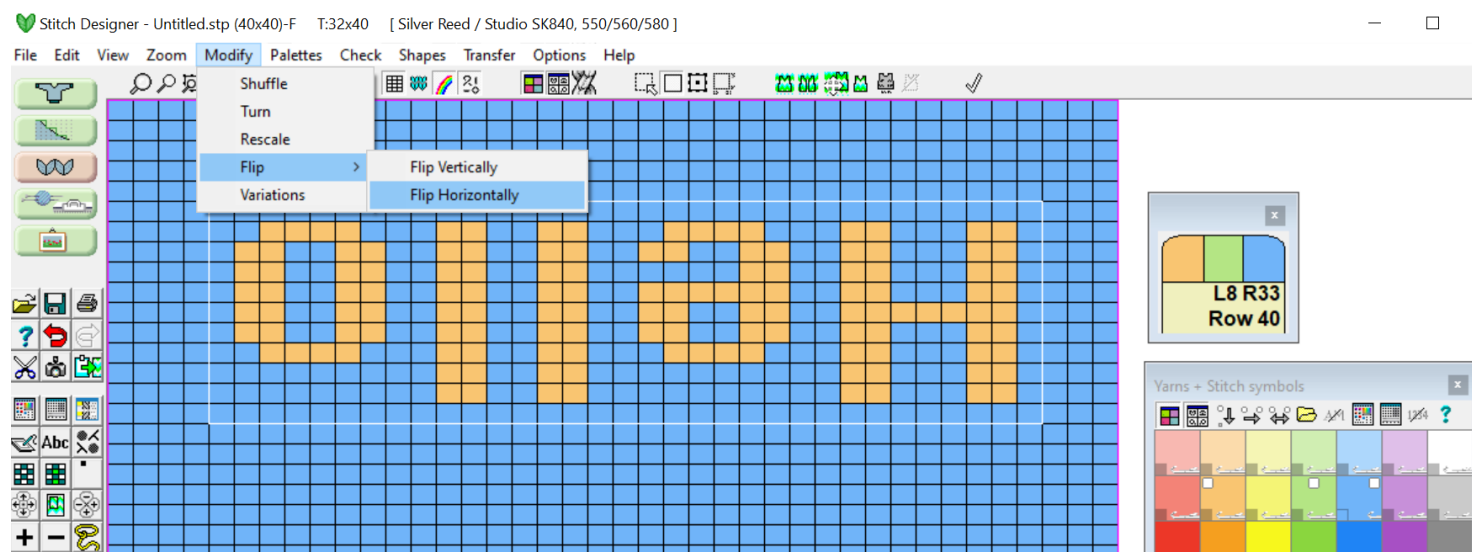 Stitch Designer - Untitled.stp (40x40)-F T:32x40 [ Silver Reed / Studio SK840, 550/560/580 ]
File Edit View Zoom Modify Palettes Check Shapes Transfer Options Help
Shuffle
Turn
Rescale
Flip >
Variations
Flip Vertically
Flip Horizontally
ollaH
L8 R33
Row 40
Abc
Yarns + Stitch symbols